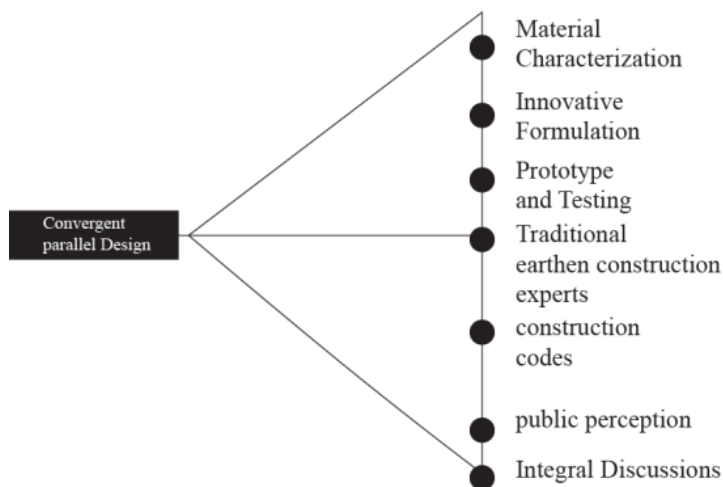 Convergent
parallel Design
Material
Characterization
Innovative
Formulation
Prototype
and Testing
Traditional
earthen construction
experts
construction
codes
public perception
Integral Discussions